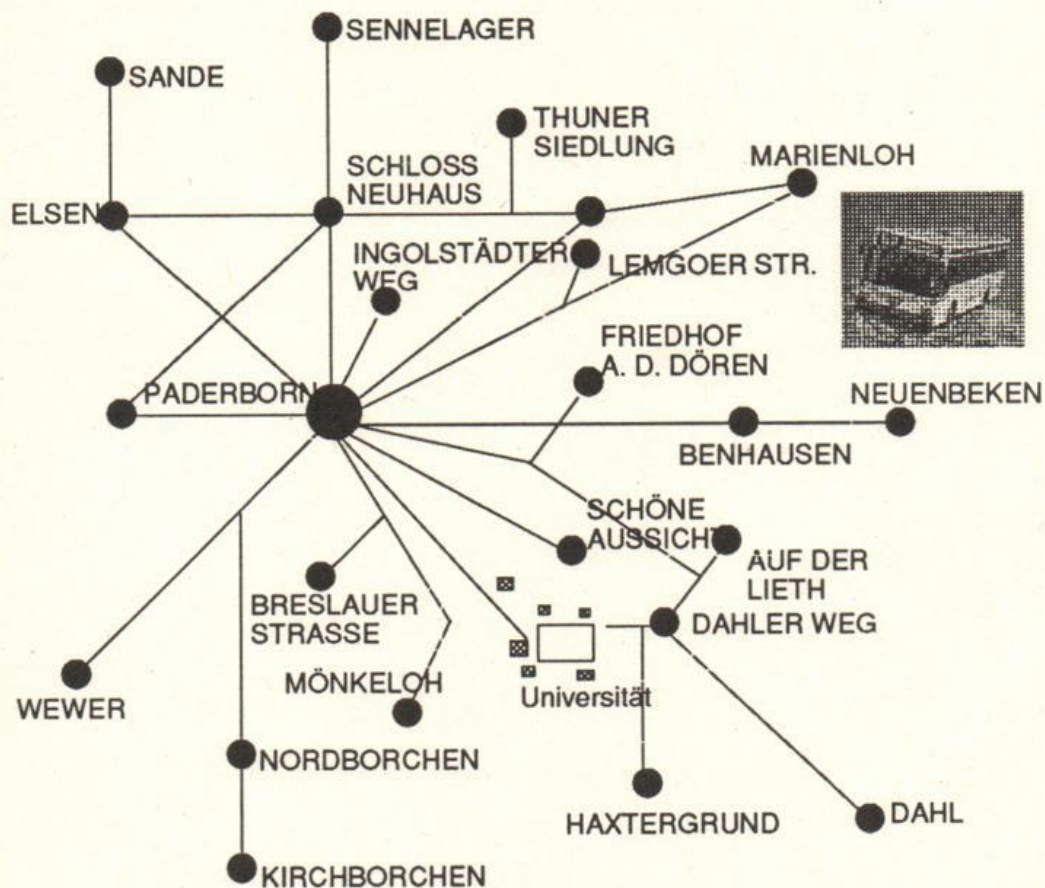 SENNELAGER
SANDE
THUNER
SIEDLUNG
MARIENLOH
SCHLOSS
NEUHAUS
ELSEN
INGOLSTÄDTER
WEG
LEMGOER STR.
FRIEDHOF
A. D. DÖREN
PADERBORN
NEUENBEKEN
BENHAUSEN
SCHÖNE
AUSSICHT
AUF DER
LIETH
BRESLAUER
STRASSE
DAHLER WEG
MÖNKELOH
Universität
WEWER
NORDBORCHEN
HAXTERGRUND
DAHL
KIRCHBORCHEN